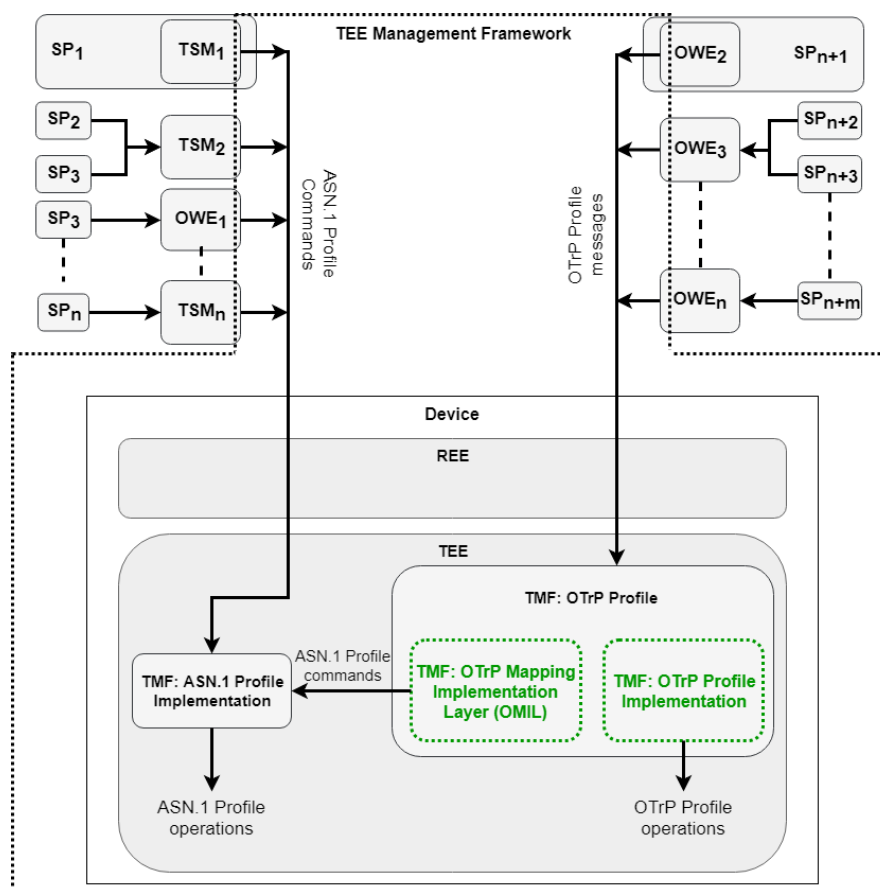 TEE Management Framework
SP1
TSM1
SP2
SP3
TSM2
SP3
OWE1
SPn
TSMn
ASN.1 Profile
Commands
OWE2
SPn+1
OWE3
SPn+2
SPn+3
OWEn
SPn+m
OTrP Profile
messages
Device
REE
TEE
TMF: OTrP Profile
TMF: ASN.1 Profile
Implementation
ASN.1 Profile
commands
TMF: OTrP Mapping
Implementation
Layer (OMIL)
TMF: OTrP Profile
Implementation
ASN.1 Profile
operations
OTrP Profile
operations